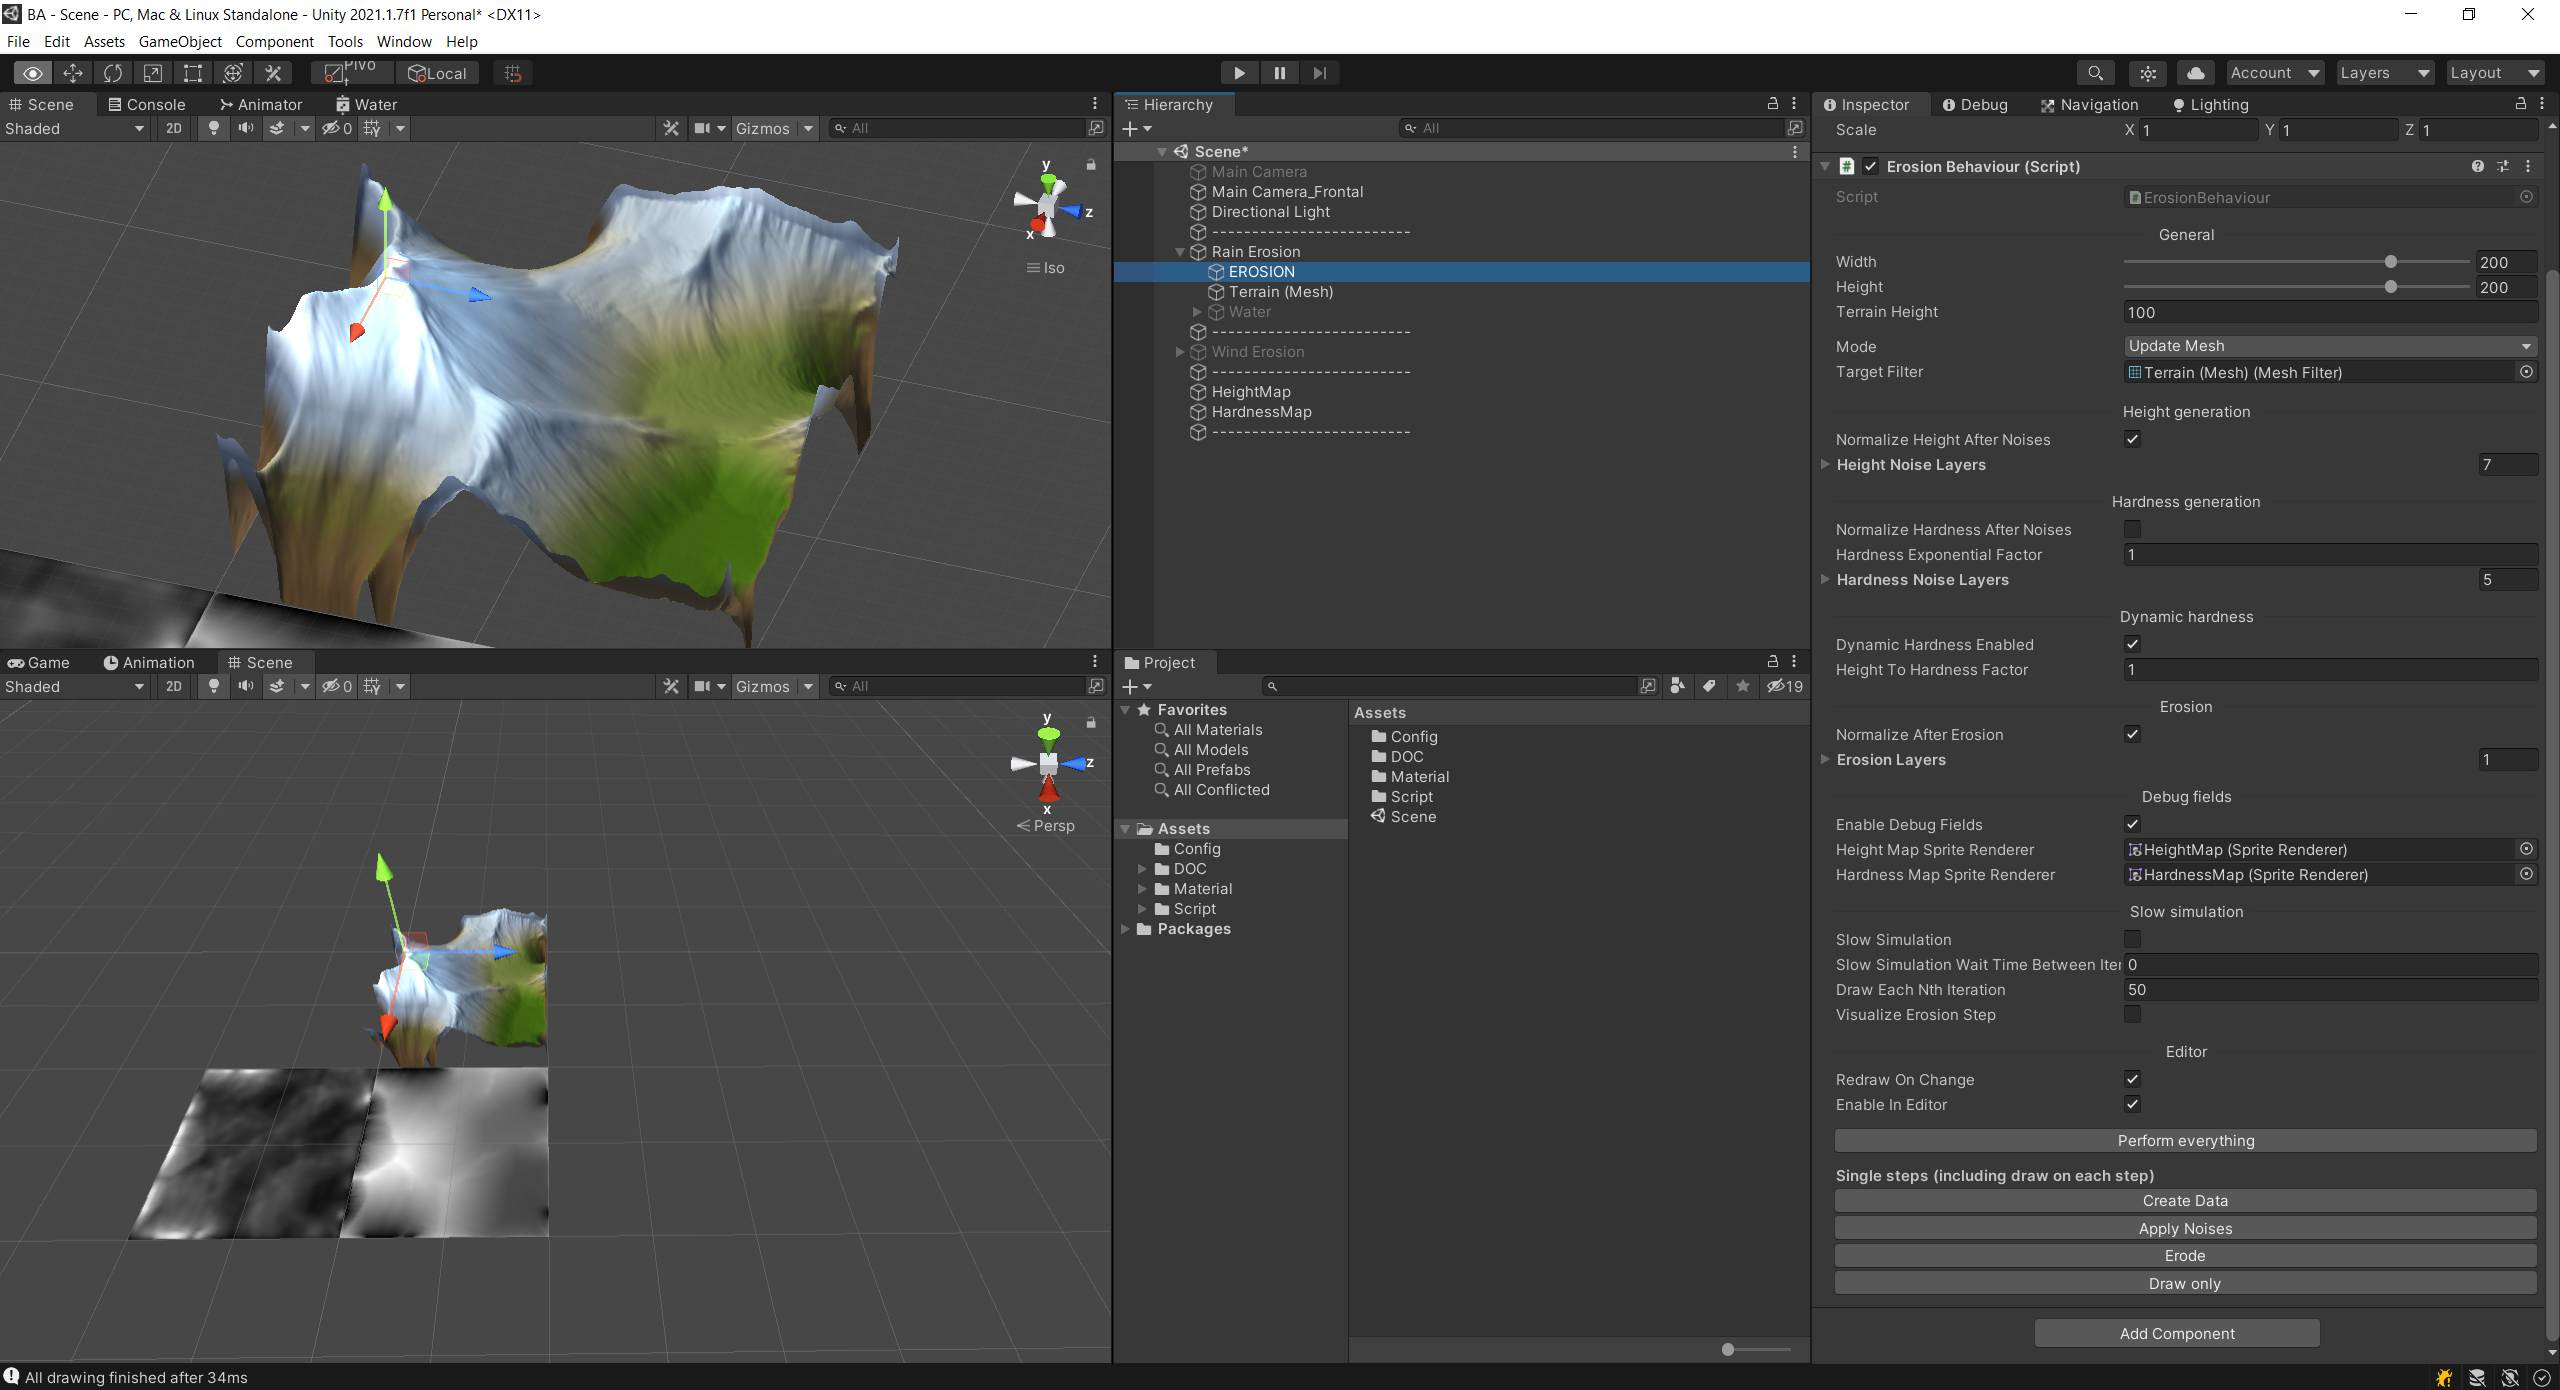 BA - Scene - PC, Mac & Linux Standalone - Unity 2021.1.7f1 Personal* <DX11>
File Edit Assets GameObject Component Tools Window Help
Pivot Local Account Layers Layout
Scene Console Animator Water
Shaded 2D 0 Gizmos All
y
z
x
Iso
Game Animation Scene
Shaded 2D 0 Gizmos All
y
z
x
Persp
Hierarchy
All
Scene*
Main Camera
Main Camera_Frontal
Directional Light
-------------------------
Rain Erosion
EROSION
Terrain (Mesh)
Water
-------------------------
Wind Erosion
-------------------------
HeightMap
HardnessMap
-------------------------
Project
19
Favorites
All Materials
All Models
All Prefabs
All Conflicted
Assets
Config
DOC
Material
Script
Packages
Assets
Config
DOC
Material
Script
Scene
Inspector Debug Navigation Lighting
Scale X 1 Y 1 Z 1
Erosion Behaviour (Script)
Script ErosionBehaviour
General
Width 200
Height 200
Terrain Height 100
Mode Update Mesh
Target Filter Terrain (Mesh) (Mesh Filter)
Height generation
Normalize Height After Noises
Height Noise Layers 7
Hardness generation
Normalize Hardness After Noises
Hardness Exponential Factor 1
Hardness Noise Layers 5
Dynamic hardness
Dynamic Hardness Enabled
Height To Hardness Factor 1
Erosion
Normalize After Erosion
Erosion Layers 1
Debug fields
Enable Debug Fields
Height Map Sprite Renderer HeightMap (Sprite Renderer)
Hardness Map Sprite Renderer HardnessMap (Sprite Renderer)
Slow simulation
Slow Simulation
Slow Simulation Wait Time Between Iter 0
Draw Each Nth Iteration 50
Visualize Erosion Step
Editor
Redraw On Change
Enable In Editor
Perform everything
Single steps (including draw on each step)
Create Data
Apply Noises
Erode
Draw only
Add Component
All drawing finished after 34ms